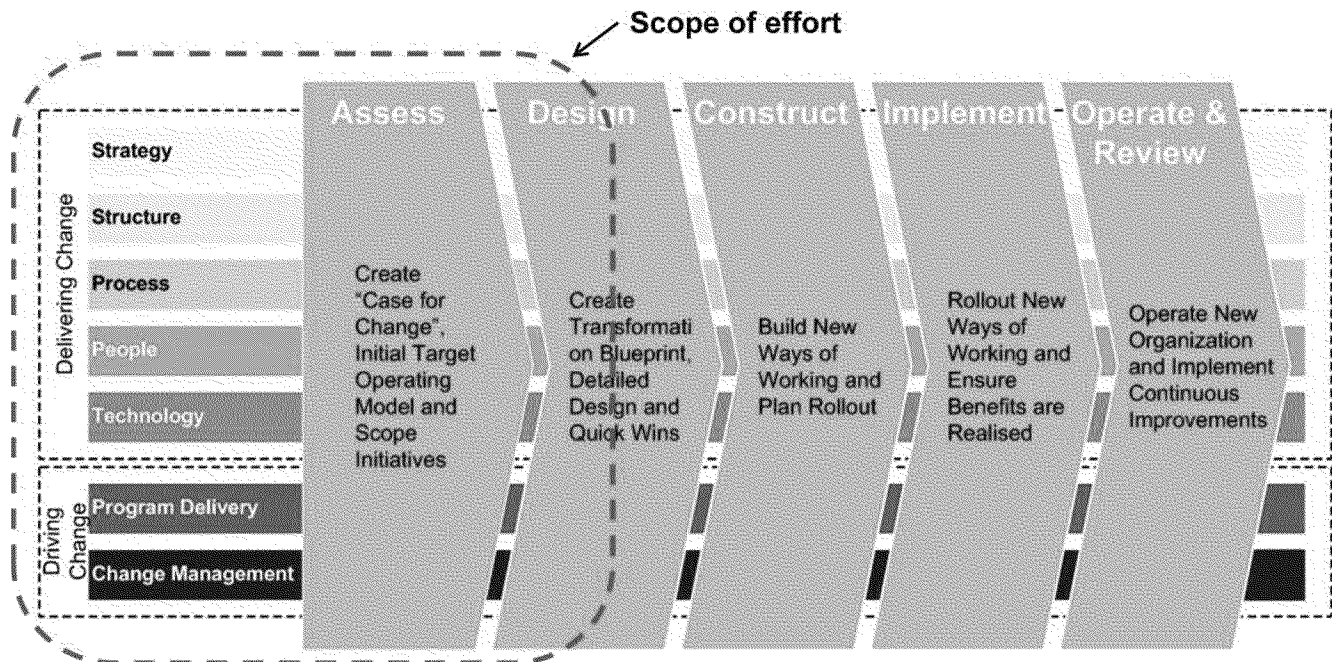 Scope of effort
Assess
Design
Construct
Implement
Operate &
Review
Delivering Change
Strategy
Structure
Process
People
Technology
Create
“Case for
Change”,
Initial Target
Operating
Model and
Scope
Initiatives
Create
Transformati
on Blueprint,
Detailed
Design and
Quick Wins
Build New
Ways of
Working and
Plan Rollout
Rollout New
Ways of
Working and
Ensure
Benefits are
Realised
Operate New
Organization
and Implement
Continuous
Improvements
Driving
Change
Program Delivery
Change Management